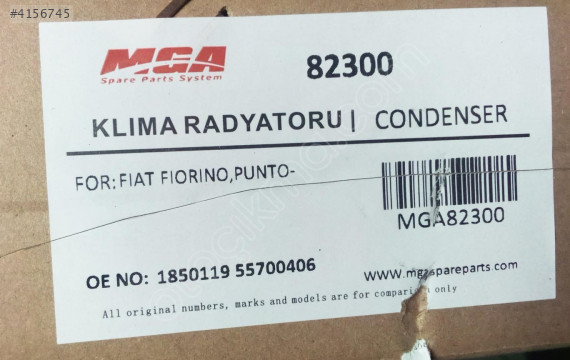 #4156745
MGA
Spare Parts System
82300
KLIMA RADYATORU | CONDENSER
FOR:FIAT FIORINO,PUNTO-
MGA82300
OE NO: 1850119 55700406
www.mgaspareparts.com
All original numbers, marks and models are for comparison only